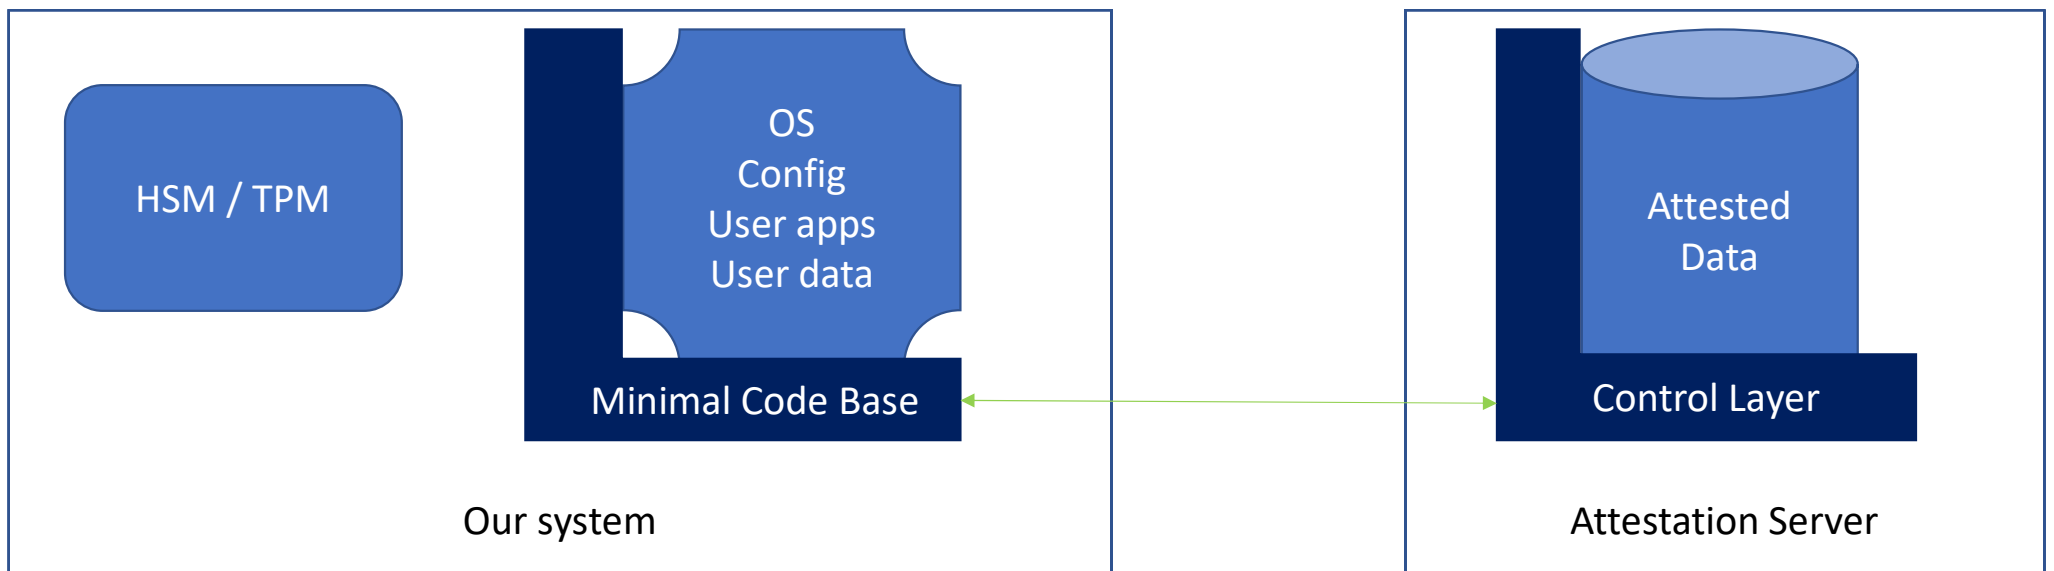 HSM / TPM
OS
Config
User apps
User data
Minimal Code Base
Our system
Attested
Data
Control Layer
Attestation Server